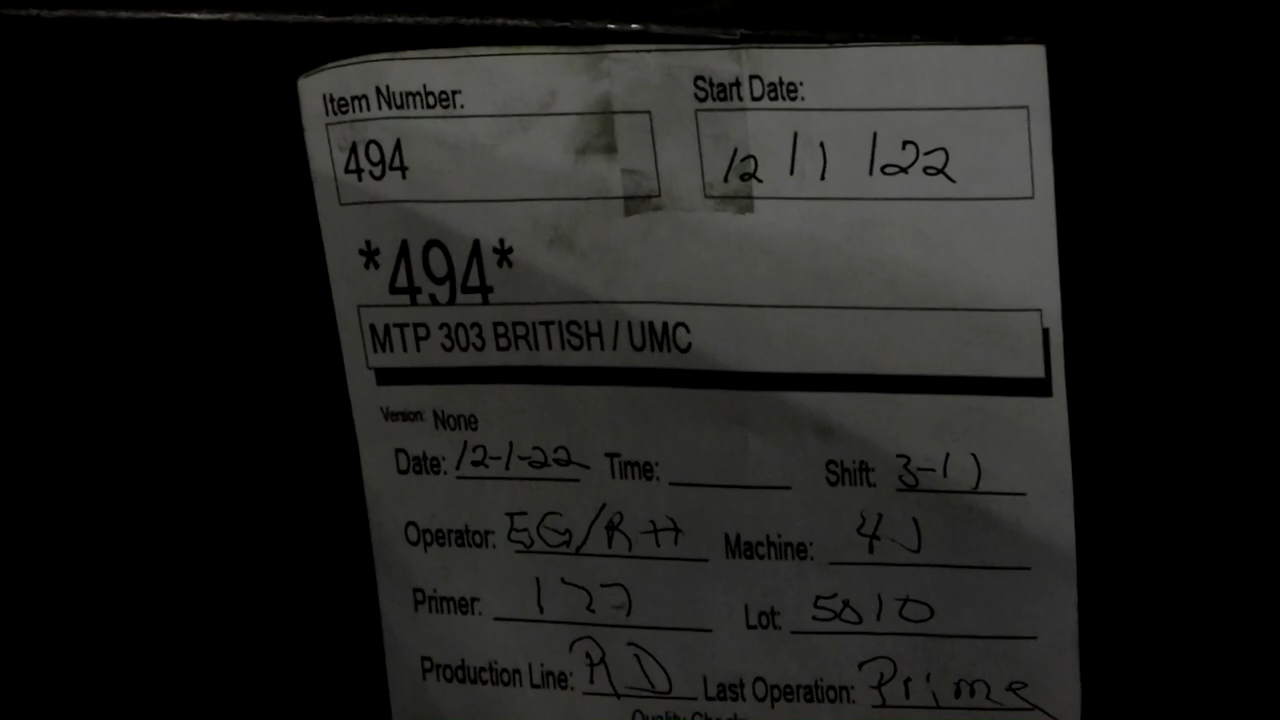 Item Number: Start Date:
494 12/1/22
*494*
MTP 303 BRITISH / UMC
Version: None
Date: 12-1-22 Time: Shift: 3-11
Operator: EG/RH Machine: 4J
Primer: 177 Lot: 5010
Production Line: RD Last Operation: Prime